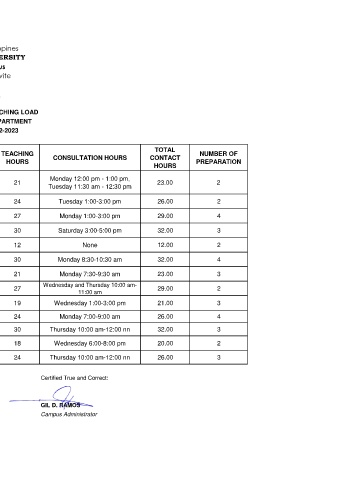 ppines
ERSITY
us
vite
CHING LOAD
PARTMENT
2-2023
TEACHING HOURS CONSULTATION HOURS TOTAL CONTACT HOURS NUMBER OF PREPARATION
21 Monday 12:00 pm - 1:00 pm, Tuesday 11:30 am - 12:30 pm 23.00 2
24 Tuesday 1:00-3:00 pm 26.00 2
27 Monday 1:00-3:00 pm 29.00 4
30 Saturday 3:00-5:00 pm 32.00 3
12 None 12.00 2
30 Monday 8:30-10:30 am 32.00 4
21 Monday 7:30-9:30 am 23.00 3
27 Wednesday and Thursday 10:00 am-11:00 am 29.00 2
19 Wednesday 1:00-3:00 pm 21.00 3
24 Monday 7:00-9:00 am 26.00 4
30 Thursday 10:00 am-12:00 nn 32.00 3
18 Wednesday 6:00-8:00 pm 20.00 2
24 Thursday 10:00 am-12:00 nn 26.00 3
Certified True and Correct:
GIL D. RAMOS
Campus Administrator